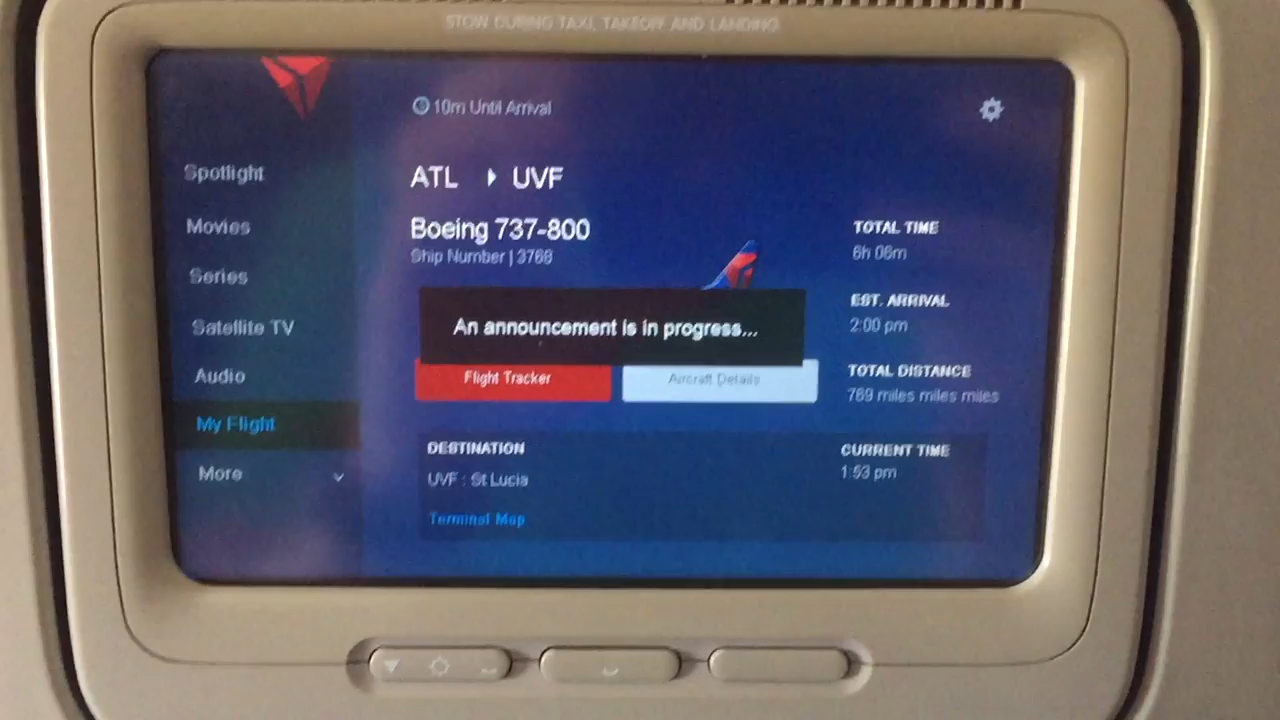 STOW DURING TAXI, TAKEOFF AND LANDING
10m Until Arrival
ATL UVF
Boeing 737-800
Ship Number | 3768
Spotlight
Movies
Series
Satellite TV
Audio
My Flight
More
An announcement is in progress...
Flight Tracker
Aircraft Details
TOTAL TIME
6h 06m
EST. ARRIVAL
2:00 pm
TOTAL DISTANCE
789 miles miles miles
DESTINATION
UVF : St Lucia
Terminal Map
CURRENT TIME
1:53 pm